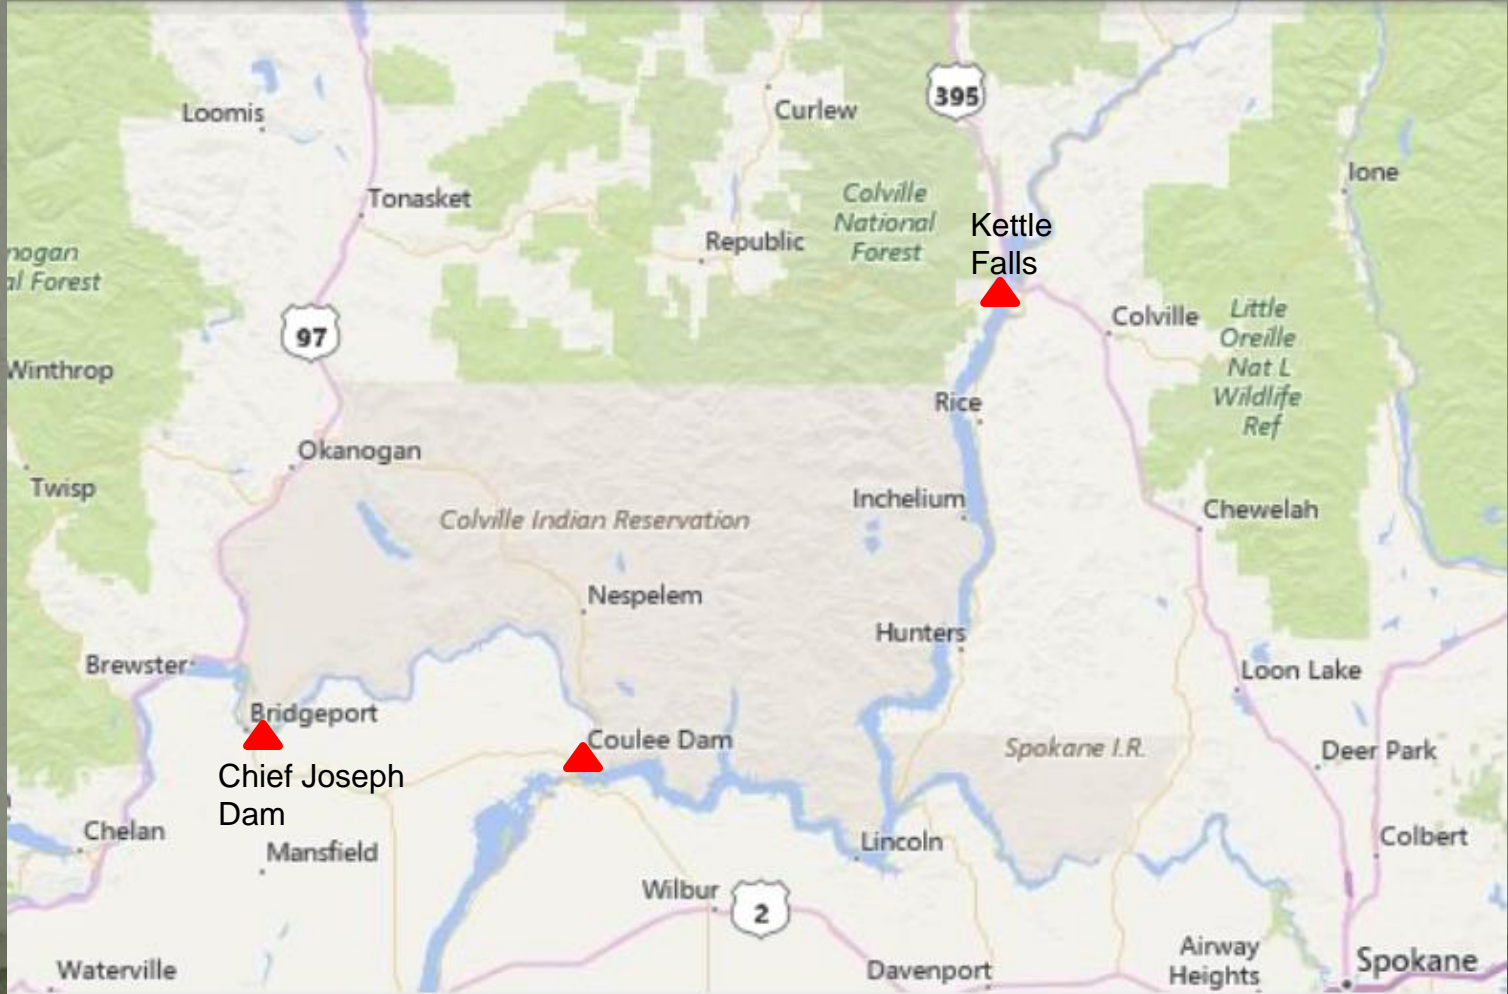 Loomis
Curlew
395
Tonasket
Ione
Colville
National
Forest
Kettle
Falls
Republic
nogan
al Forest
97
Colville
Little
Oreille
Nat L
Wildlife
Ref
Winthrop
Rice
Okanogan
Twisp
Colville Indian Reservation
Inchelium
Chewelah
Nespelem
Hunters
Brewster
Loon Lake
Bridgeport
Coulee Dam
Spokane I.R.
Deer Park
Chief Joseph
Dam
Chelan
Mansfield
Lincoln
Colbert
Wilbur
2
Waterville
Davenport
Airway
Heights
Spokane